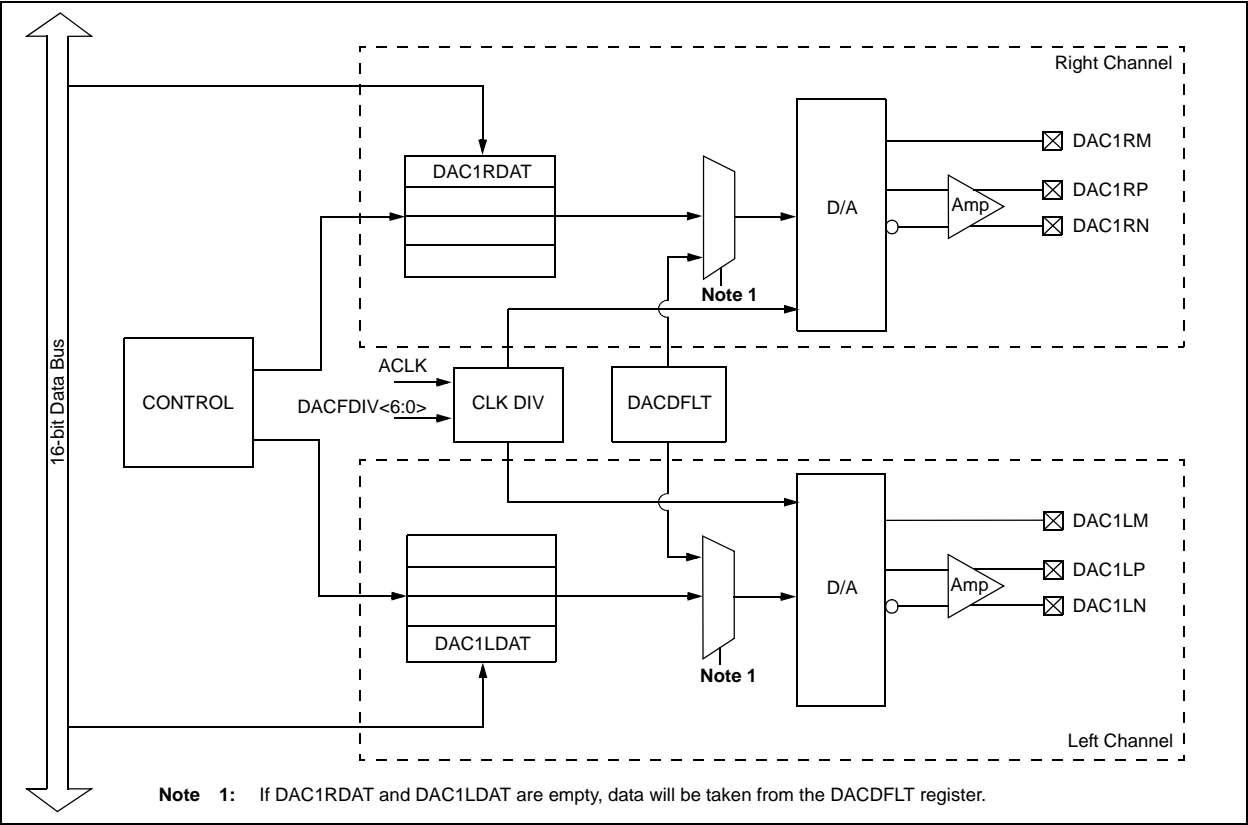 Right Channel
DAC1RDAT
DAC1RM
DAC1RP
DAC1RN
D/A
Amp
Note 1
16-bit Data Bus
CONTROL
ACLK
DACFDIV<6:0>
CLK DIV
DACDFLT
DAC1LM
DAC1LP
DAC1LN
D/A
Amp
DAC1LDAT
Note 1
Left Channel
Note 1: If DAC1RDAT and DAC1LDAT are empty, data will be taken from the DACDFLT register.